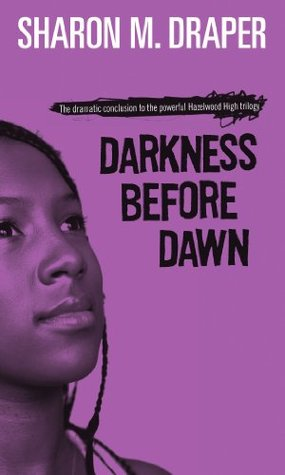 SHARON M. DRAPER
The dramatic conclusion to the powerful Hazelwood High trilogy
DARKNESS
BEFORE
DAWN